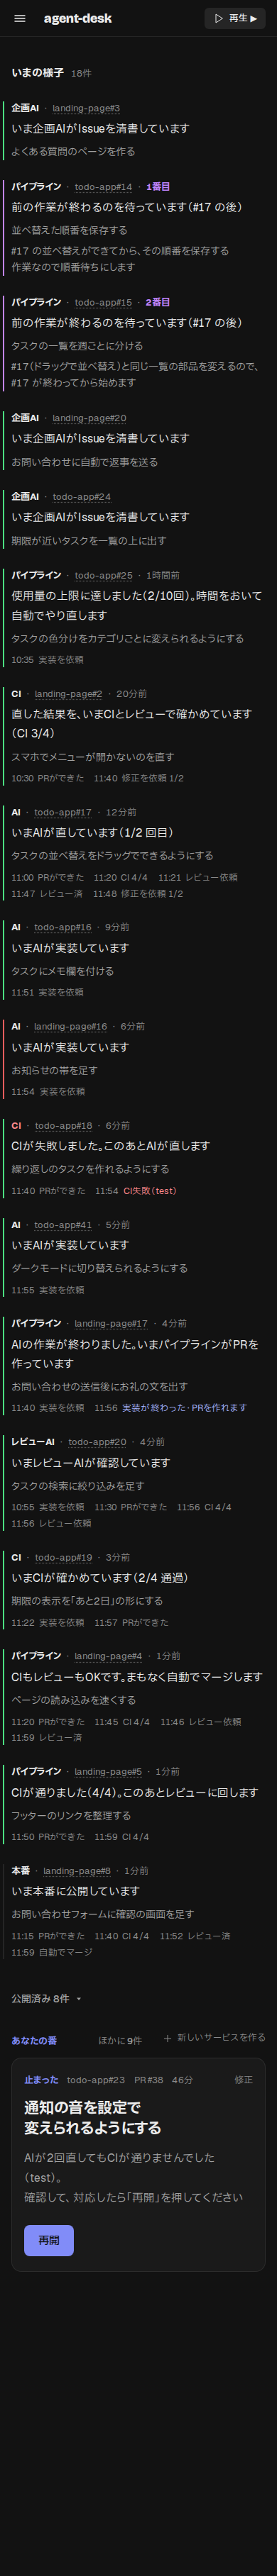 agent-desk
再生 ▶
いまの様子 18件
企画AI · landing-page#3
いま企画AIがIssueを清書しています
よくある質問のページを作る
パイプライン · todo-app#14 · 1番目
前の作業が終わるのを待っています(#17 の後)
並べ替えた順番を保存する
#17 の並べ替えができてから、その順番を保存する
作業なので順番待ちにします
パイプライン · todo-app#15 · 2番目
前の作業が終わるのを待っています(#17 の後)
タスクの一覧を週ごとに分ける
#17(ドラッグで並べ替え)と同じ一覧の部品を変えるので、
#17 が終わってから始めます
企画AI · landing-page#20
いま企画AIがIssueを清書しています
お問い合わせに自動で返事を送る
企画AI · todo-app#24
いま企画AIがIssueを清書しています
期限が近いタスクを一覧の上に出す
パイプライン · todo-app#25 · 1時間前
使用量の上限に達しました(2/10回)。時間をおいて
自動でやり直します
タスクの色分けをカテゴリごとに変えられるようにする
10:35 実装を依頼
CI · landing-page#2 · 20分前
直した結果を、いまCIとレビューで確かめています
(CI 3/4)
スマホでメニューが開かないのを直す
10:30 PRができた 11:40 修正を依頼 1/2
AI · todo-app#17 · 12分前
いまAIが直しています(1/2 回目)
タスクの並べ替えをドラッグでできるようにする
11:00 PRができた 11:20 CI 4/4 11:21 レビュー依頼
11:47 レビュー済 11:48 修正を依頼 1/2
AI · todo-app#16 · 9分前
いまAIが実装しています
タスクにメモ欄を付ける
11:51 実装を依頼
AI · landing-page#16 · 6分前
いまAIが実装しています
お知らせの帯を足す
11:54 実装を依頼
CI · todo-app#18 · 6分前
CIが失敗しました。このあとAIが直します
繰り返しのタスクを作れるようにする
11:40 PRができた 11:54 CI失敗(test)
AI · todo-app#41 · 5分前
いまAIが実装しています
ダークモードに切り替えられるようにする
11:55 実装を依頼
パイプライン · landing-page#17 · 4分前
AIの作業が終わりました。いまパイプラインがPRを
作っています
お問い合わせの送信後にお礼の文を出す
11:40 実装を依頼 11:56 実装が終わった・PRを作れます
レビューAI · todo-app#20 · 4分前
いまレビューAIが確認しています
タスクの検索に絞り込みを足す
10:55 実装を依頼 11:30 PRができた 11:56 CI 4/4
11:56 レビュー依頼
CI · todo-app#19 · 3分前
いまCIが確かめています(2/4 通過)
期限の表示を「あと2日」の形にする
11:22 実装を依頼 11:57 PRができた
パイプライン · landing-page#4 · 1分前
CIもレビューもOKです。まもなく自動でマージします
ページの読み込みを速くする
11:20 PRができた 11:45 CI 4/4 11:46 レビュー依頼
11:59 レビュー済
パイプライン · landing-page#5 · 1分前
CIが通りました(4/4)。このあとレビューに回します
フッターのリンクを整理する
11:50 PRができた 11:59 CI 4/4
本番 · landing-page#8 · 1分前
いま本番に公開しています
お問い合わせフォームに確認の画面を足す
11:15 PRができた 11:40 CI 4/4 11:52 レビュー済
11:59 自動でマージ
公開済み 8件
あなたの番 ほかに9件 ＋ 新しいサービスを作る
止まった todo-app#23 PR #38 46分 修正
通知の音を設定で
変えられるようにする
AIが2回直してもCIが通りませんでした
(test)。
確認して、対応したら「再開」を押してください
再開